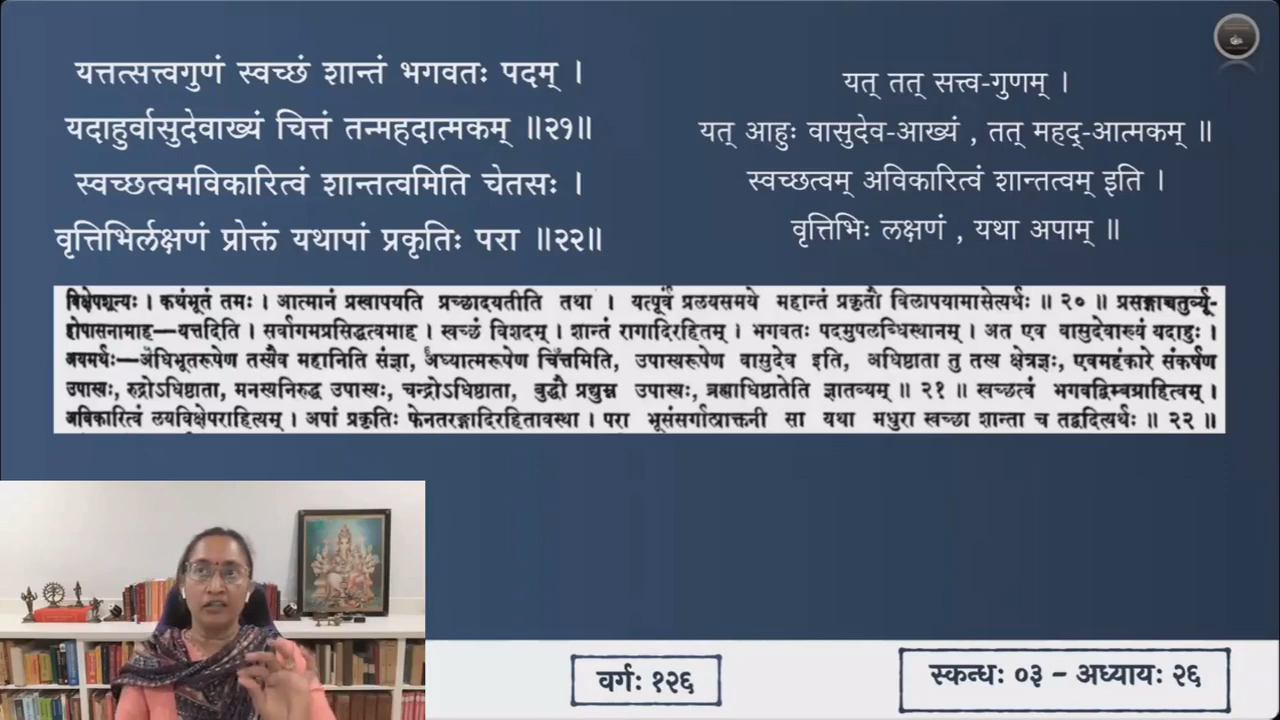 यत्तत्सत्त्वगुणं स्वच्छं शान्तं भगवतः पदम् ।
यदाहुर्वासुदेवाख्यं चित्तं तन्महदात्मकम् ॥२१॥
स्वच्छत्वमविकारित्वं शान्तत्वमिति चेतसः ।
वृत्तिभिर्लक्षणं प्रोक्तं यथापां प्रकृतिः परा ॥२२॥
यत् तत् सत्त्व-गुणम् ।
यत् आहुः वासुदेव-आख्यं , तत् महद्-आत्मकम् ॥
स्वच्छत्वम् अविकारित्वं शान्तत्वम् इति ।
वृत्तिभिः लक्षणं , यथा अपाम् ॥
विक्षेपशून्यः । कथंभूतं तमः । आत्मानं प्रस्वापयति प्रच्छादयतीति तथा । यत्पूर्वं प्रलयसमये महान्तं प्रकृतौ विलापयामासेत्यर्थः ॥ २० ॥ प्रसङ्गाच्चतुर्व्यू-
होपासनामाह—यत्तदिति । सर्वागमप्रसिद्धत्वमाह । स्वच्छं विशदम् । शान्तं रागादिरहितम् । भगवतः पदमुपलब्धिस्थानम् । अत एव वासुदेवाख्यं यदाहुः ।
अयमर्थः—अधिभूतरूपेण तस्यैव महानिति संज्ञा, अध्यात्मरूपेण चित्तमिति, उपास्यरूपेण वासुदेव इति, अधिष्ठाता तु तस्य क्षेत्रज्ञः, एवमहंकारे संकर्षण
उपास्यः, रुद्रोऽधिष्ठाता, मनस्यनिरुद्ध उपास्यः, चन्द्रोऽधिष्ठाता, बुद्धौ प्रद्युम्न उपास्यः, ब्रह्माधिष्ठातेति ज्ञातव्यम् ॥ २१ ॥ स्वच्छत्वं भगवद्बिम्बग्राहित्वम् ।
अविकारित्वं लयविक्षेपराहित्यम् । अपां प्रकृतिः फेनतरङ्गादिरहितावस्था । परा भूसंसर्गात्प्राक्तनी सा यथा मधुरा स्वच्छा शान्ता च तद्वदित्यर्थः ॥ २२ ॥
वर्गः १२६
स्कन्धः ०३ – अध्यायः २६